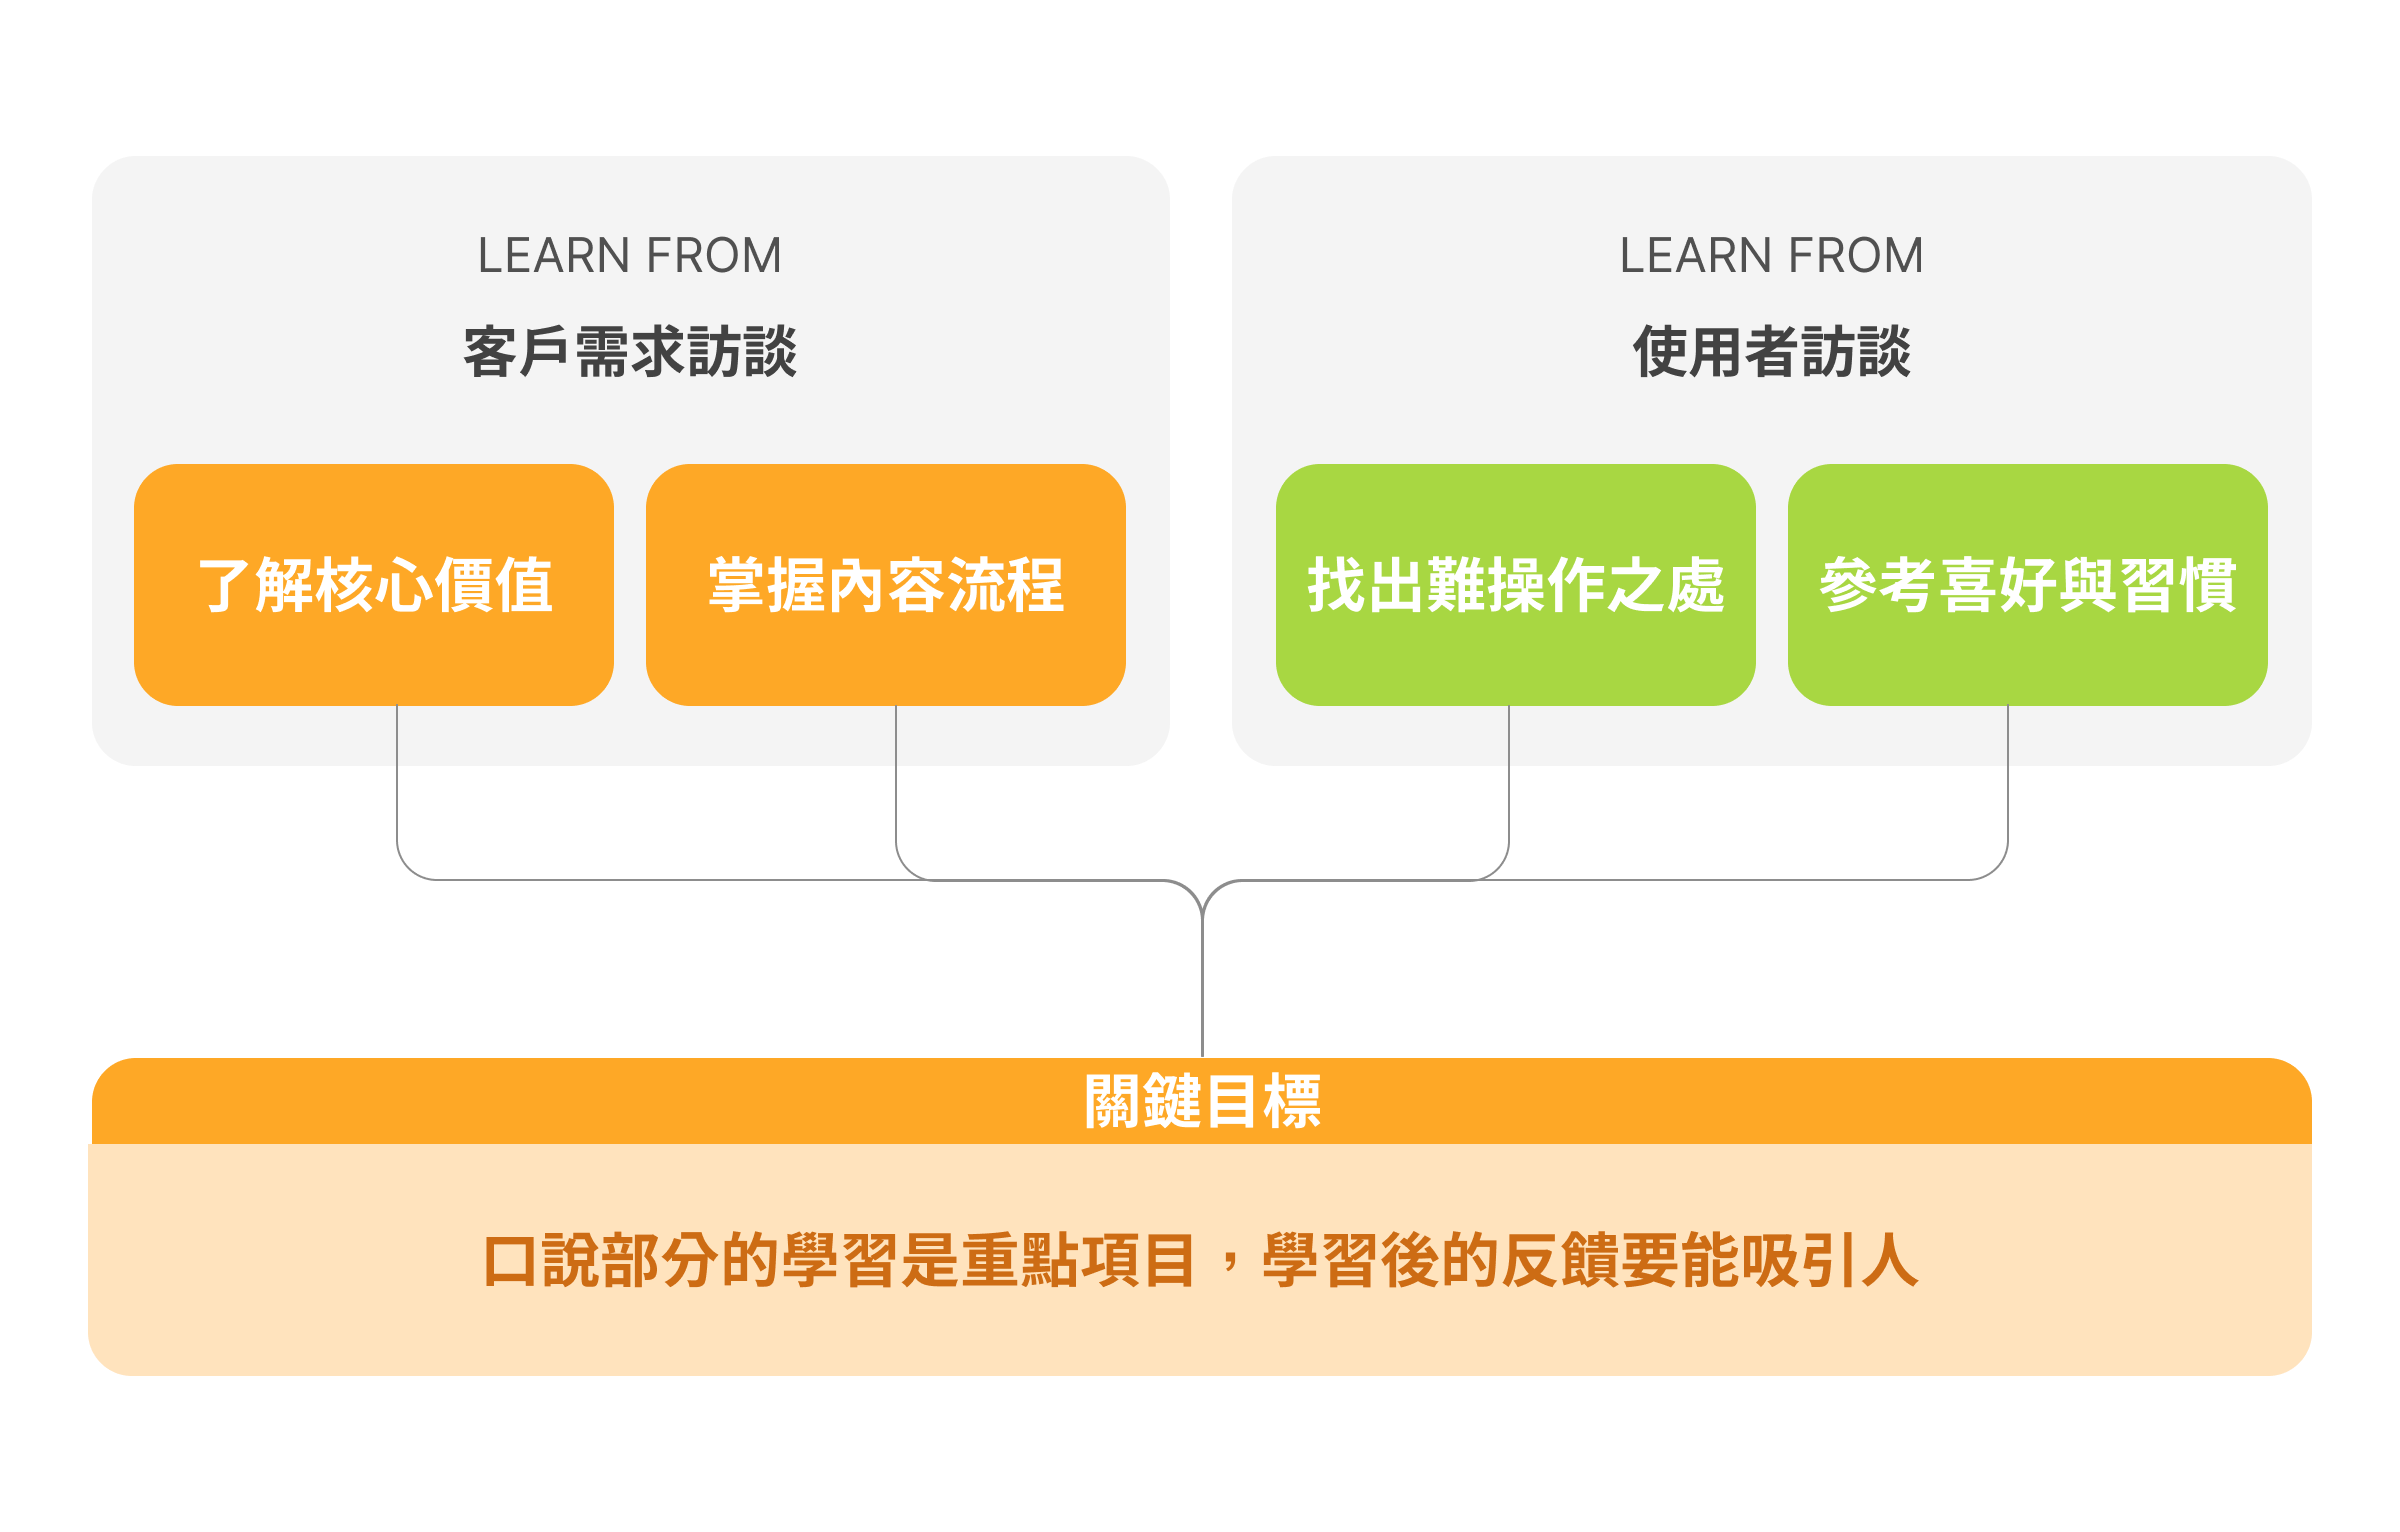 LEARN FROM
客戶需求訪談
了解核心價值
掌握內容流程
LEARN FROM
使用者訪談
找出難操作之處
參考喜好與習慣
關鍵目標
口說部分的學習是重點項目，學習後的反饋要能吸引人